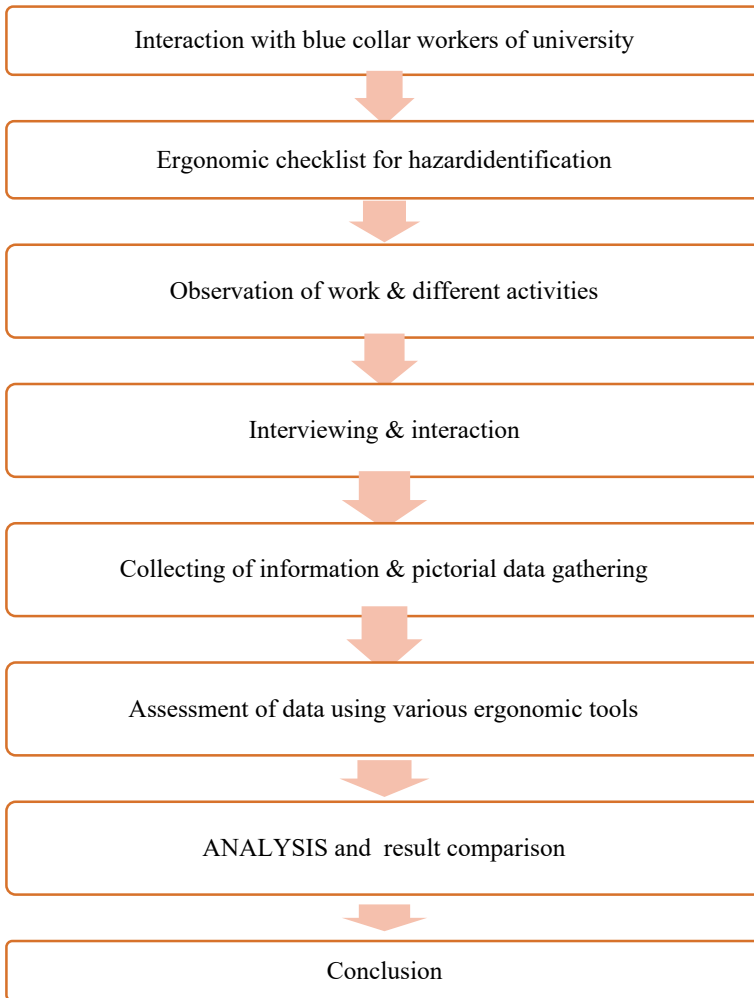 Interaction with blue collar workers of university
Ergonomic checklist for hazardidentification
Observation of work & different activities
Interviewing & interaction
Collecting of information & pictorial data gathering
Assessment of data using various ergonomic tools
ANALYSIS and  result comparison
Conclusion